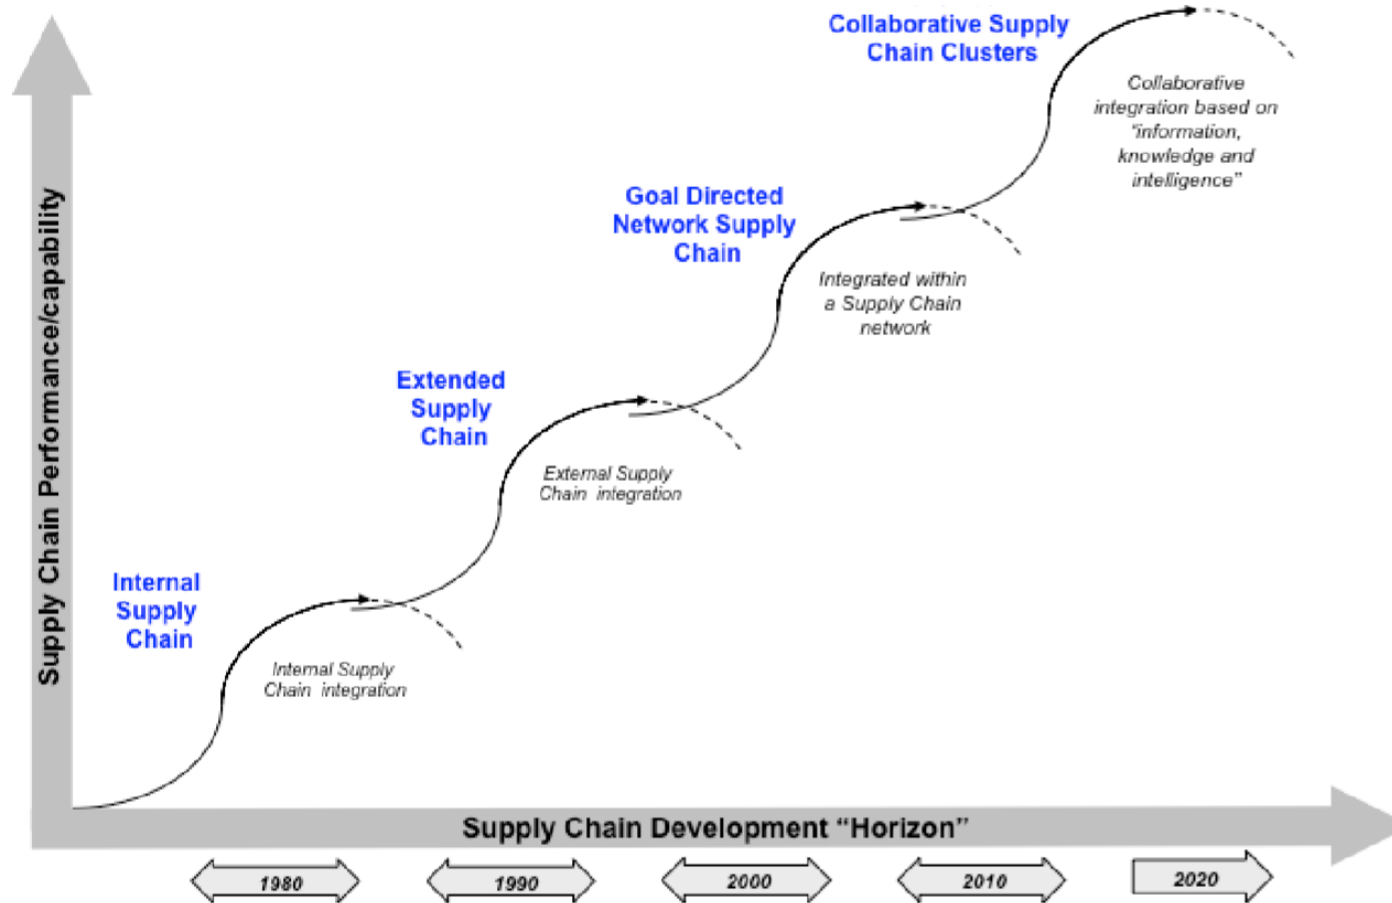 Collaborative Supply
Chain Clusters
Collaborative
integration based on
"information,
knowledge and
intelligence"
Goal Directed
Network Supply
Chain
Integrated within
a Supply Chain
network
Extended
Supply
Chain
External Supply
Chain integration
Internal
Supply
Chain
Internal Supply
Chain integration
Supply Chain Performance/capability
Supply Chain Development “Horizon”
1980
1990
2000
2010
2020